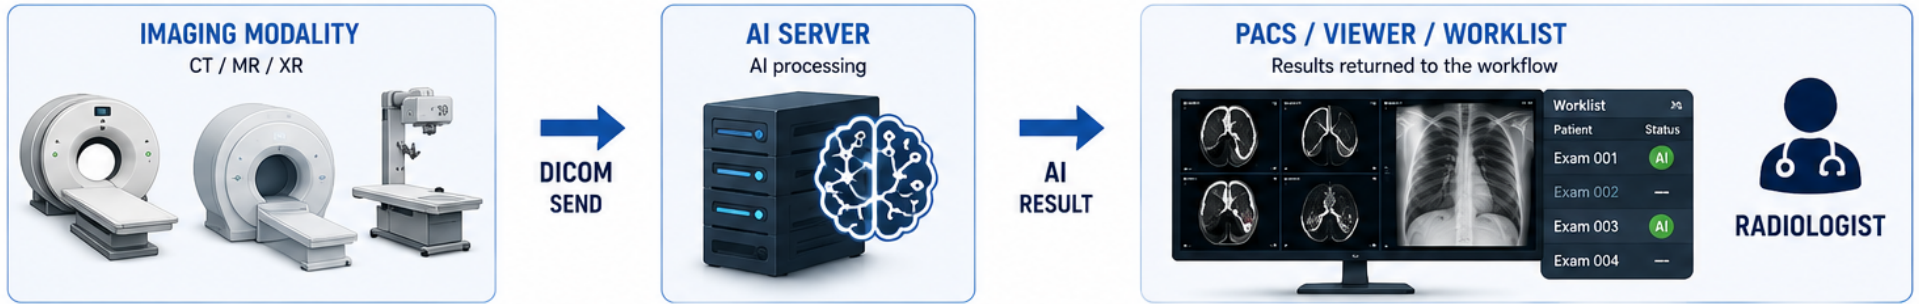 IMAGING MODALITY
CT / MR / XR
DICOM
SEND
AI SERVER
AI processing
AI
RESULT
PACS / VIEWER / WORKLIST
Results returned to the workflow
Worklist
Patient Status
Exam 001 AI
Exam 002 —
Exam 003 AI
Exam 004 —
RADIOLOGIST